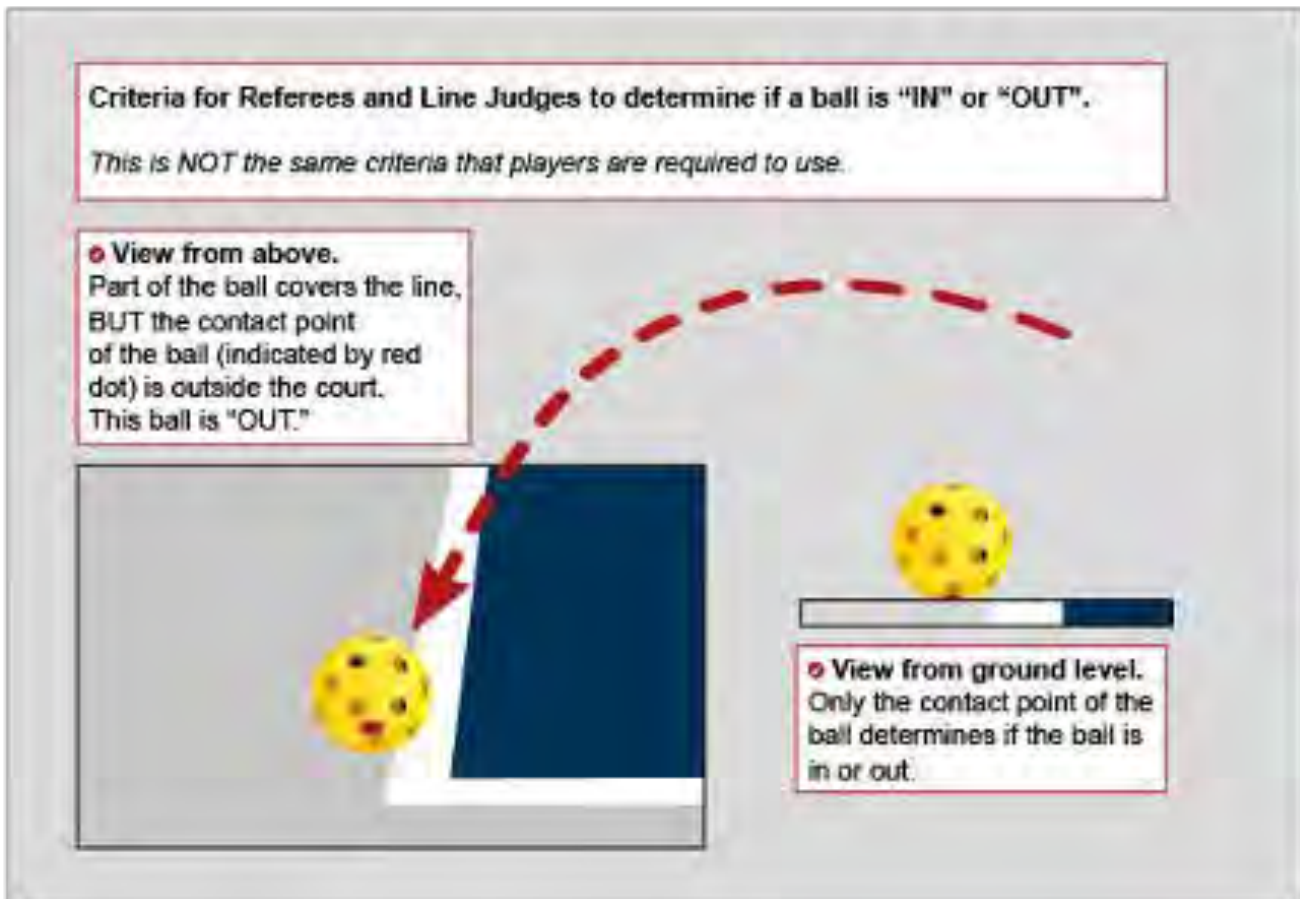 Criteria for Referees and Line Judges to determine if a ball is “IN” or “OUT”.
This is NOT the same criteria that players are required to use.
View from above.
Part of the ball covers the line,
BUT the contact point
of the ball (indicated by red
dot) is outside the court.
This ball is "OUT."
View from ground level.
Only the contact point of the
ball determines if the ball is
in or out.